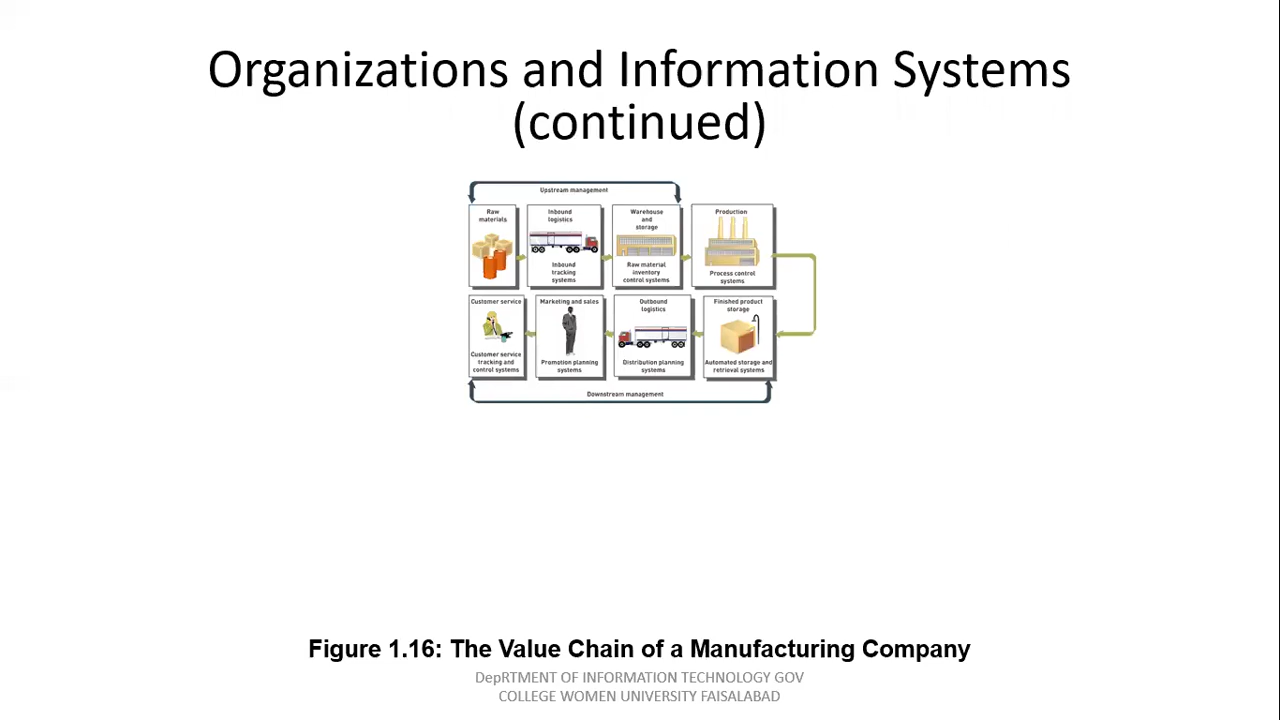 Organizations and Information Systems
(continued)
Upstream management
Raw
materials
Inbound
logistics
Inbound
tracking
systems
Warehouse
and
storage
Raw material
inventory
control systems
Production
Process control
systems
Customer service
Customer service
tracking and
control systems
Marketing and sales
Promotion planning
systems
Outbound
logistics
Distribution planning
systems
Finished product
storage
Automated storage and
retrieval systems
Downstream management
Figure 1.16: The Value Chain of a Manufacturing Company
DepRTMENT OF INFORMATION TECHNOLOGY GOV
COLLEGE WOMEN UNIVERSITY FAISALABAD